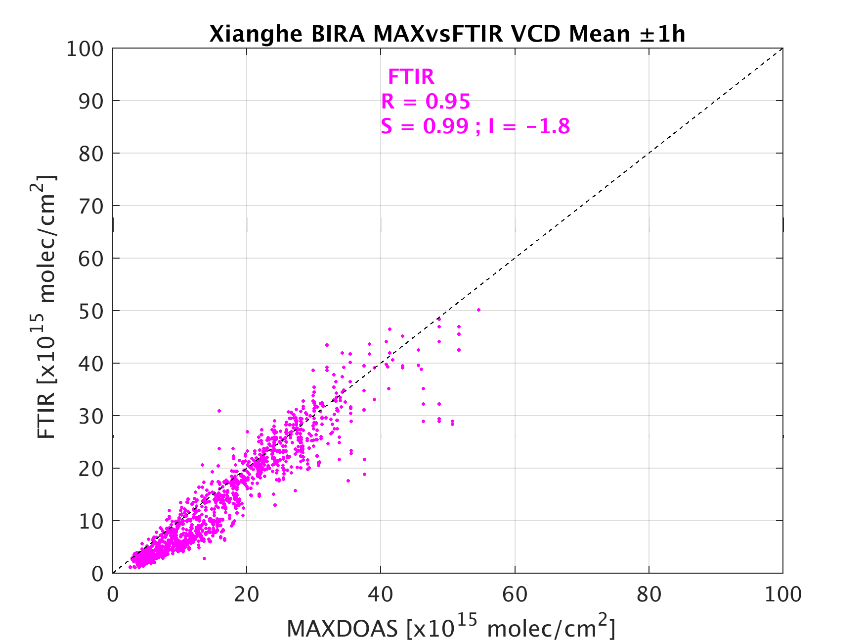 Xianghe BIRA MAXvsFTIR VCD Mean ±1h
FTIR
R = 0.95
S = 0.99 ; I = -1.8
100
90
80
70
60
50
40
30
20
10
0
FTIR [x10^15 molec/cm^2]
0 20 40 60 80 100
MAXDOAS [x10^15 molec/cm^2]